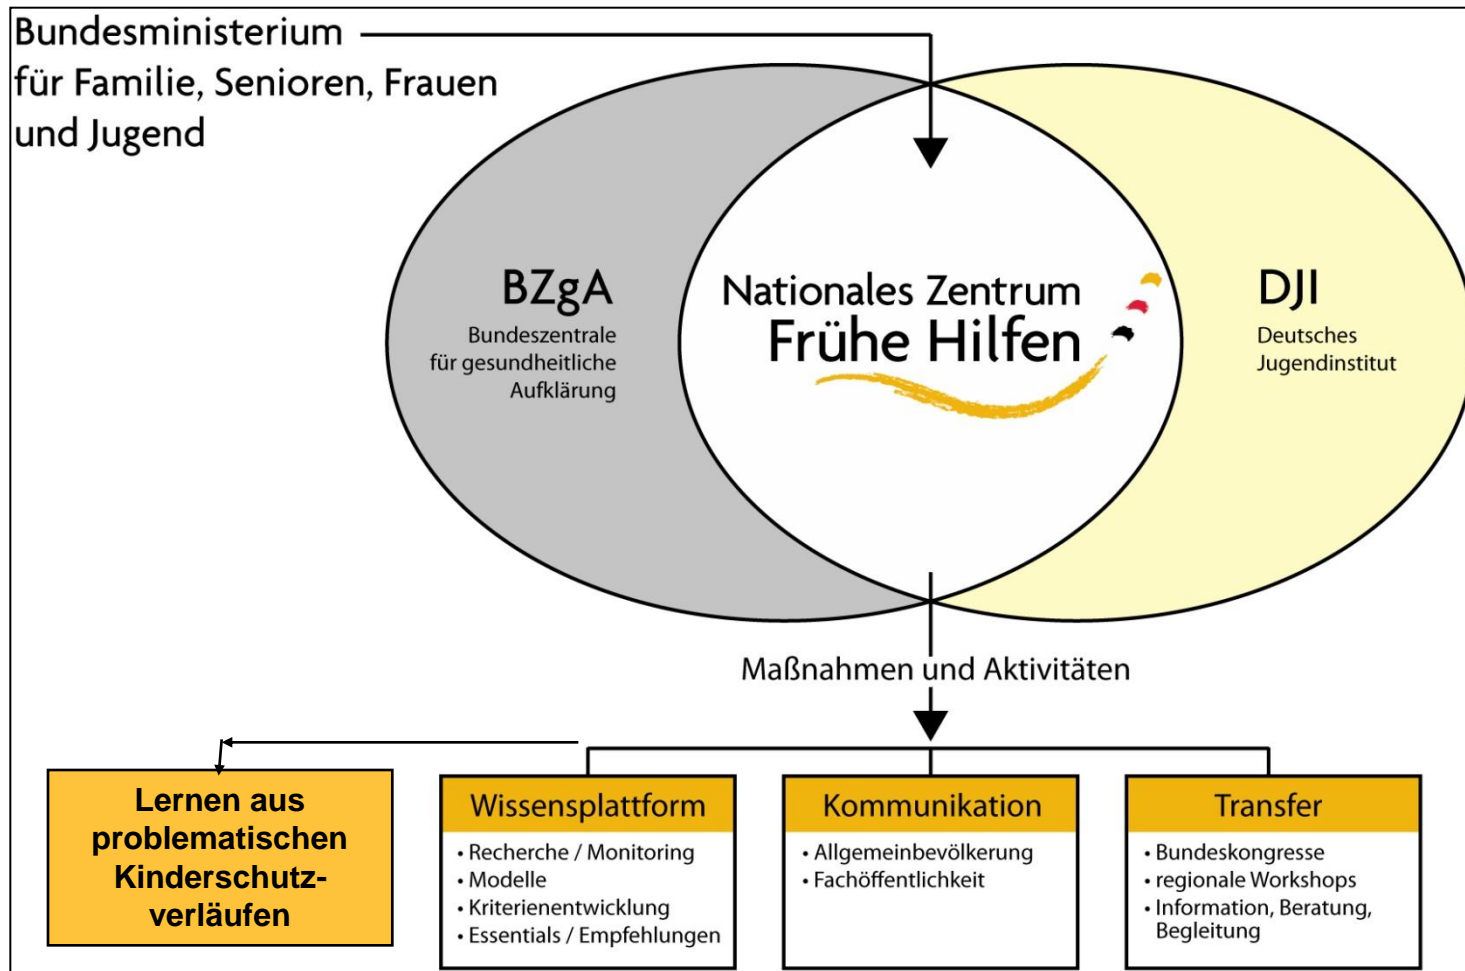 Bundesministerium
für Familie, Senioren, Frauen
und Jugend
BZgA
Bundeszentrale
für gesundheitliche
Aufklärung
Nationales Zentrum
Frühe Hilfen
DJI
Deutsches
Jugendinstitut
Maßnahmen und Aktivitäten
Lernen aus
problematischen
Kinderschutz-
verläufen
Wissensplattform
• Recherche / Monitoring
• Modelle
• Kriterienentwicklung
• Essentials / Empfehlungen
Kommunikation
• Allgemeinbevölkerung
• Fachöffentlichkeit
Transfer
• Bundeskongresse
• regionale Workshops
• Information, Beratung,
Begleitung